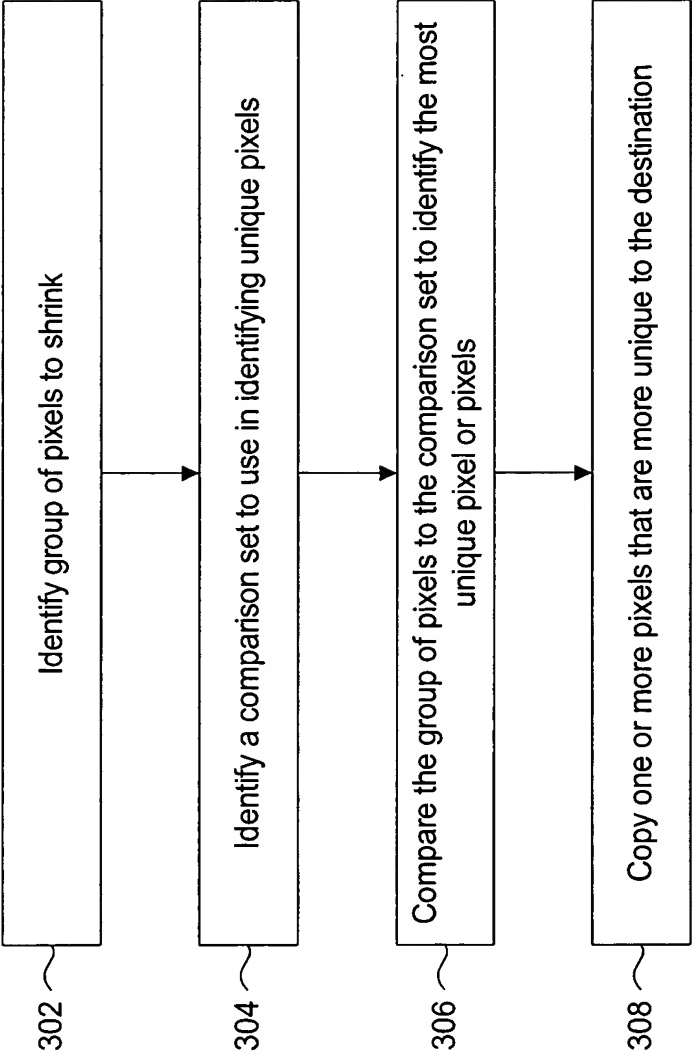 302
Identify group of pixels to shrink
304
Identify a comparison set to use in identifying unique pixels
306
Compare the group of pixels to the comparison set to identify the most
unique pixel or pixels
308
Copy one or more pixels that are more unique to the destination